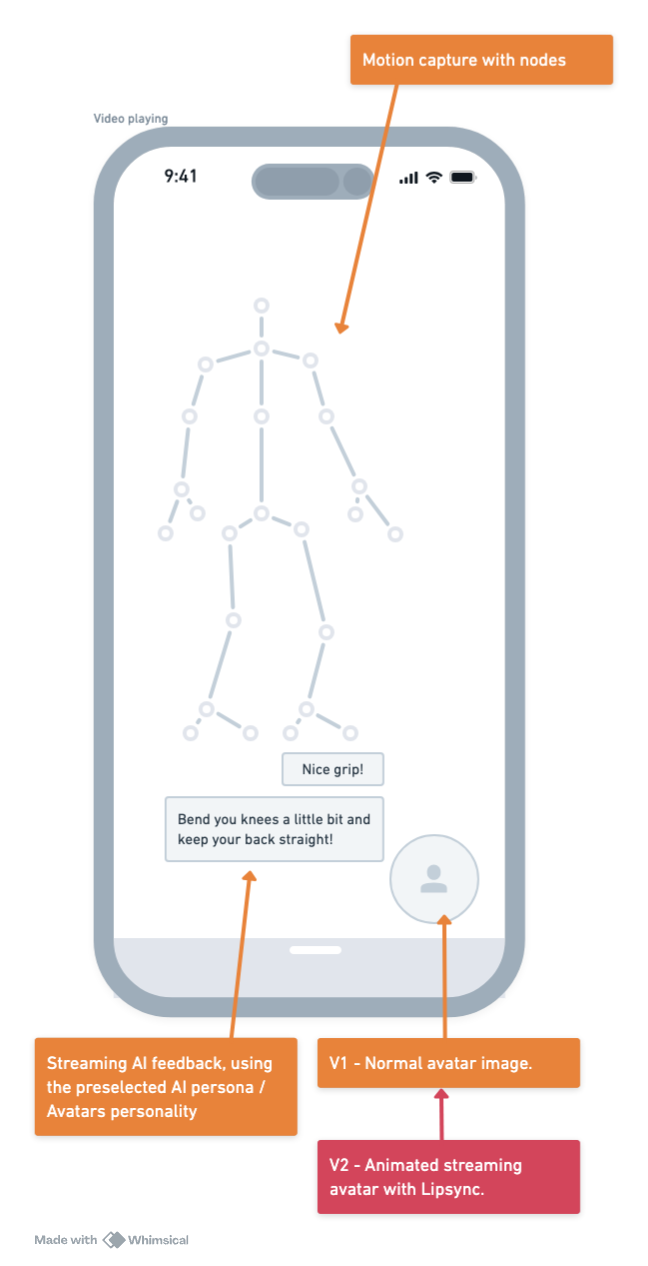 Motion capture with nodes
Video playing
9:41
Nice grip!
Bend you knees a little bit and
keep your back straight!
Streaming AI feedback, using
the preselected AI persona /
Avatars personality
V1 - Normal avatar image.
V2 - Animated streaming
avatar with Lipsync.
Made with Whimsical